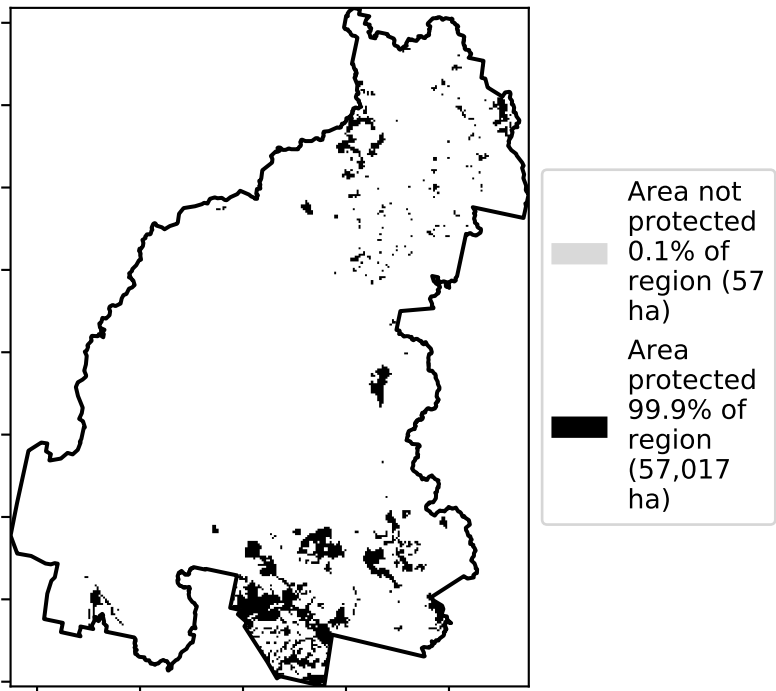 Area not
protected
0.1% of
region (57
ha)
Area
protected
99.9% of
region
(57,017
ha)